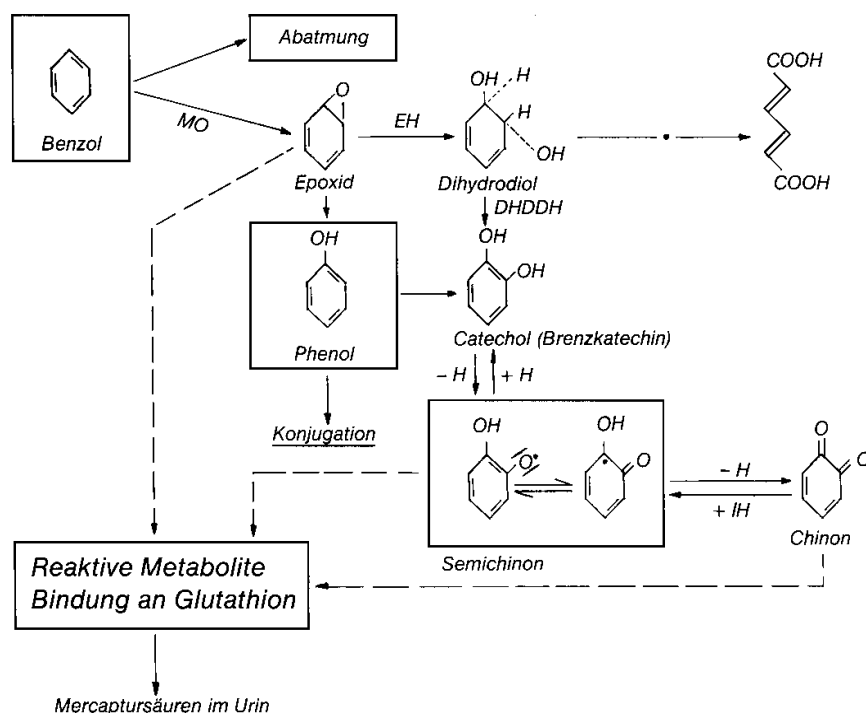 Abatmung
Benzol
MO
O
Epoxid
EH
OH
H
H
OH
Dihydrodiol
COOH
COOH
DHDDH
OH
Phenol
OH
OH
Catechol (Brenzkatechin)
– H
+ H
Konjugation
OH
O
OH
O
Semichinon
– H
+ IH
O
O
Chinon
Reaktive Metabolite
Bindung an Glutathion
Mercaptursäuren im Urin